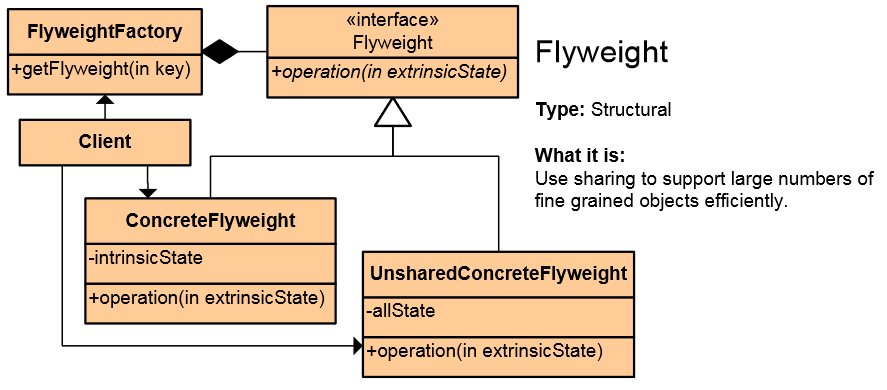 FlyweightFactory
+getFlyweight(in key)
«interface»
Flyweight
+operation(in extrinsicState)
Client
ConcreteFlyweight
-intrinsicState
+operation(in extrinsicState)
UnsharedConcreteFlyweight
-allState
+operation(in extrinsicState)
Flyweight
Type: Structural
What it is:
Use sharing to support large numbers of
fine grained objects efficiently.